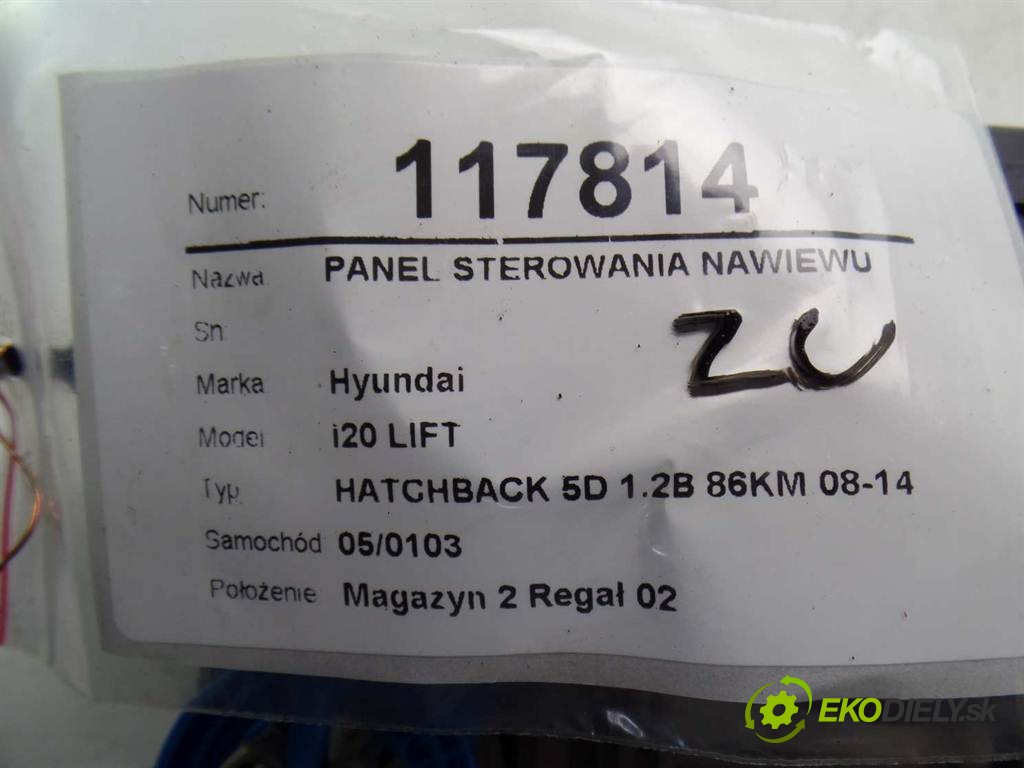 Numer: 117814
Nazwa PANEL STEROWANIA NAWIEWU
Sn
ZU
Marka Hyundai
Model i20 LIFT
Typ HATCHBACK 5D 1.2B 86KM 08-14
Samochód 05/0103
Położenie Magazyn 2 Regał 02
EKODIELY.sk